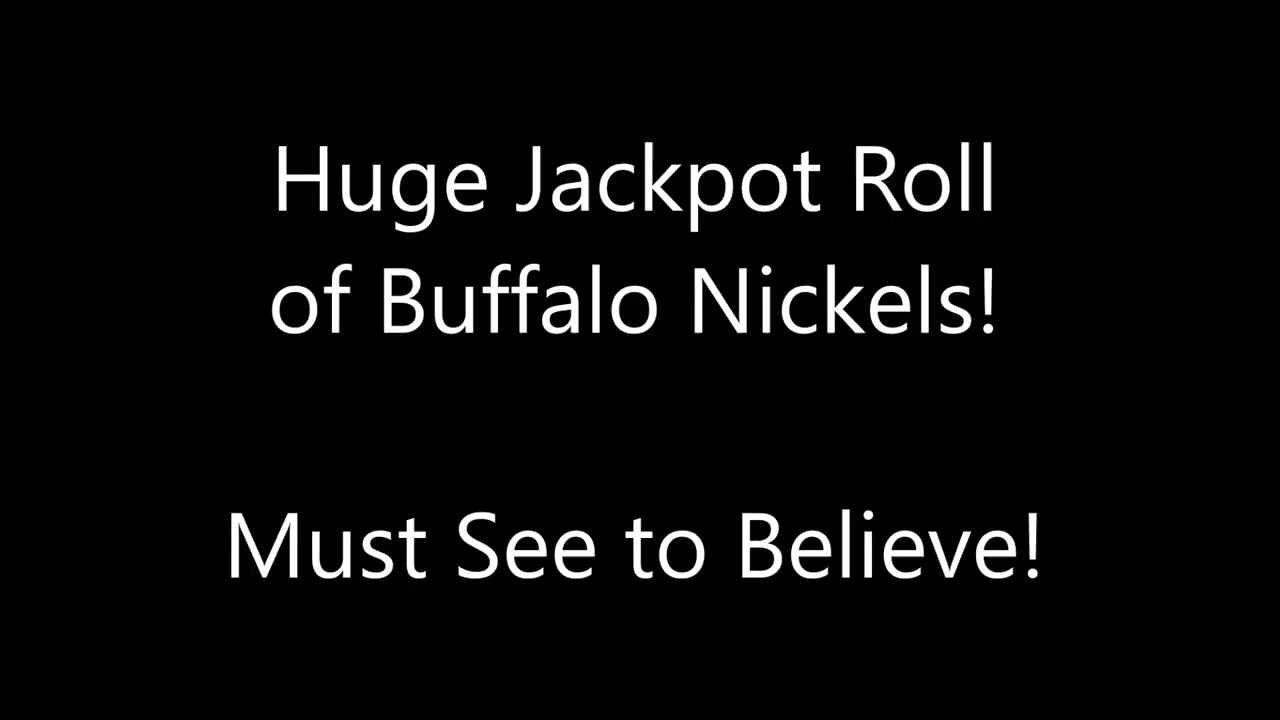 Huge Jackpot Roll
of Buffalo Nickels!
Must See to Believe!